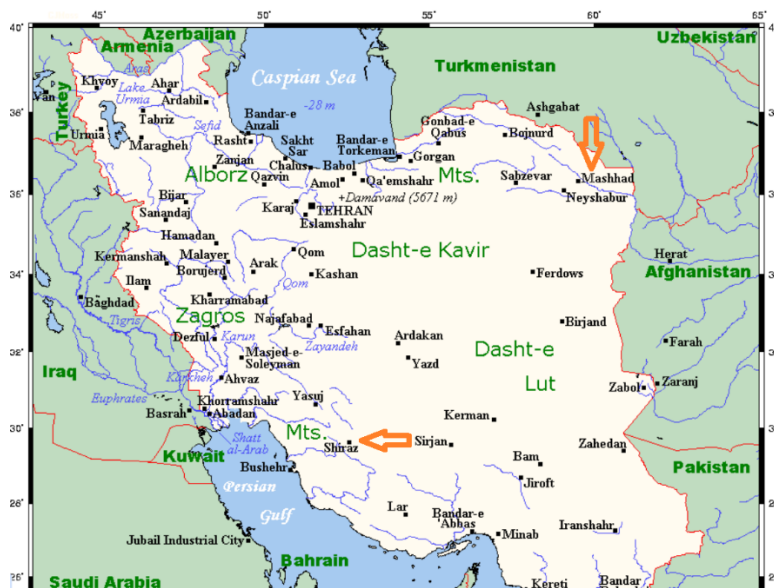 40'
45'
50'
55'
60'
65'
Azerbaijan
Armenia
Uzbekistan
Turkmenistan
Caspian Sea
-28 m
Aras
Khvoy
Lake
Urmia
Ahar
Ardabil
Van
Turkey
Tabriz
Urmia
Maragheh
Sefid
Bandar-e
Anzali
Rasht
Sakht
Sar
Bandar-e
Torkeman
Gonbad-e
Qabus
Ashgabat
Bojnurd
Gorgan
Zanjan
Chalus
Babol
Alborz
Qazvin
Amol
Qa'emshahr
Mts.
Sabzevar
Mashhad
Neyshabur
36'
+Damavand (5671 m)
Bijar
Sanandaj
Karaj
TEHRAN
Eslamshahr
Hamadan
Dasht-e Kavir
Kermanshah
Malayer
Borujerd
Arak
Qom
Herat
Afghanistan
34'
Ilam
Qom
Kashan
Ferdows
Baghdad
Kharramabad
Tigris
Zagros
Najafabad
Esfahan
Birjand
Dezful
Karun
Zayandeh
Ardakan
Farah
Masjed-e-
Soleyman
Yazd
Dasht-e
Lut
Iraq
Karkheh
Ahvaz
Zabol
Zaranj
Euphrates
Khorramshahr
Yasuj
Basrah
Abadan
Kerman
30'
Shatt
al-Arab
Mts.
Shiraz
Sirjan
Zahedan
Kuwait
Bushehr
Bam
Pakistan
Persian
Gulf
Jiroft
Lar
Bandar-e
'Abbas
Minab
Iranshahr
Jubail Industrial City
Bahrain
Saudi Arabia
Kereti
Bandar